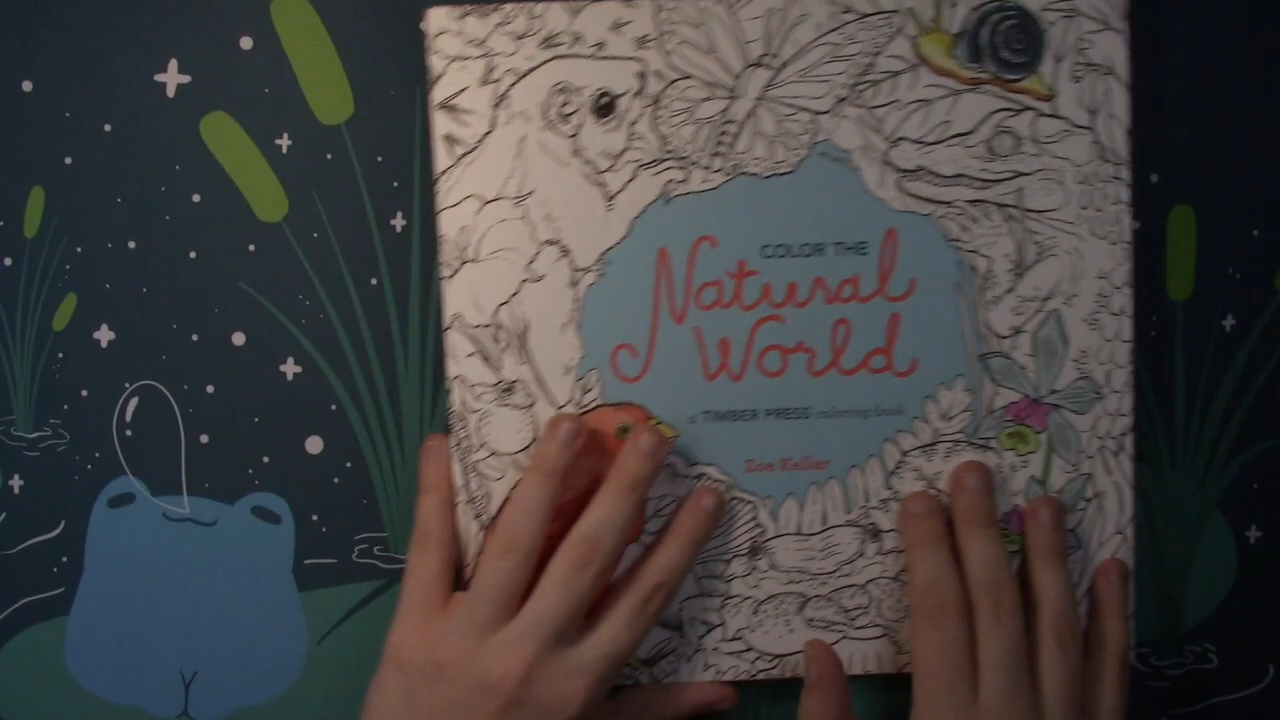 COLOR THE
Natural
World
a TIMBER PRESS coloring book
Zoe Keller